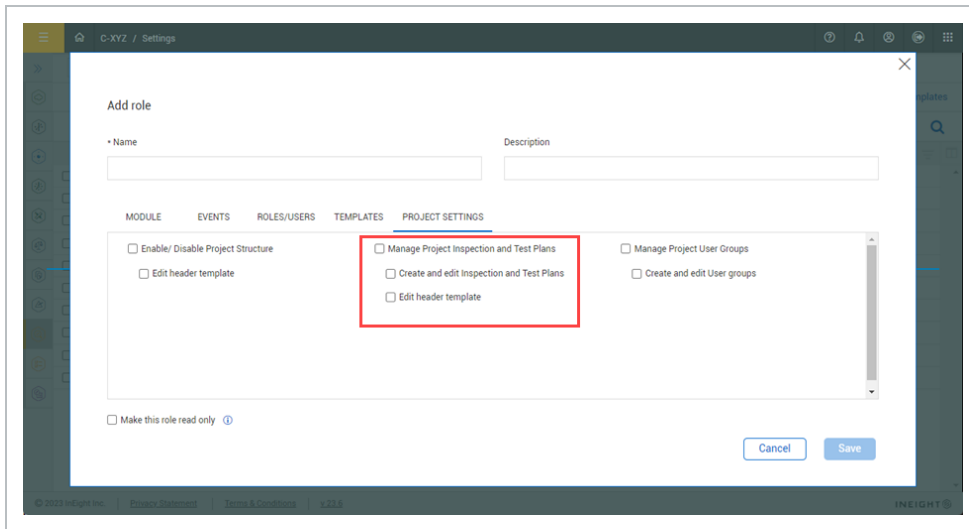 C-XYZ / Settings
mplates
Add role
• Name
Description
MODULE EVENTS ROLES/USERS TEMPLATES PROJECT SETTINGS
Enable/ Disable Project Structure
Edit header template
Manage Project Inspection and Test Plans
Create and edit Inspection and Test Plans
Edit header template
Manage Project User Groups
Create and edit User groups
Make this role read only
Cancel
Save
© 2023 InEight Inc. | Privacy Statement | Terms & Conditions | v 23.6
INEIGHT